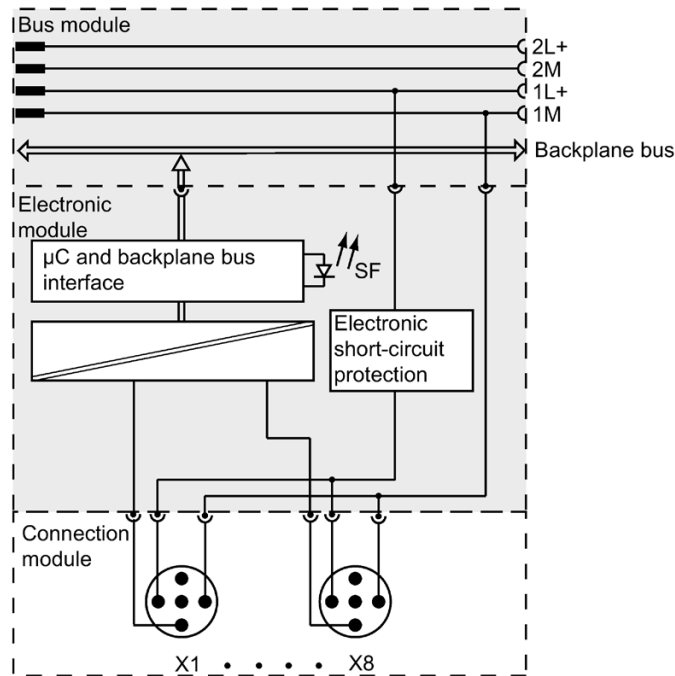 Bus module
2L+
2M
1L+
1M
Backplane bus
Electronic
module
µC and backplane bus
interface
SF
Electronic
short-circuit
protection
Connection
module
X1 • • • • X8